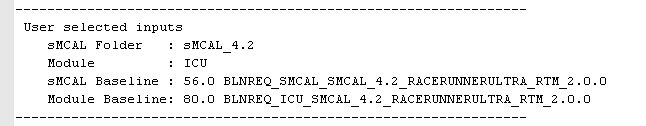 ----------------------------------------------------------------
User selected inputs
sMCAL Folder : sMCAL_4.2
Module : ICU
sMCAL Baseline : 56.0 BLNREQ_SMCAL_SMCAL_4.2_RACERUNNERULTRA_RTM_2.0.0
Module Baseline: 80.0 BLNREQ_ICU_SMCAL_4.2_RACERUNNERULTRA_RTM_2.0.0
----------------------------------------------------------------